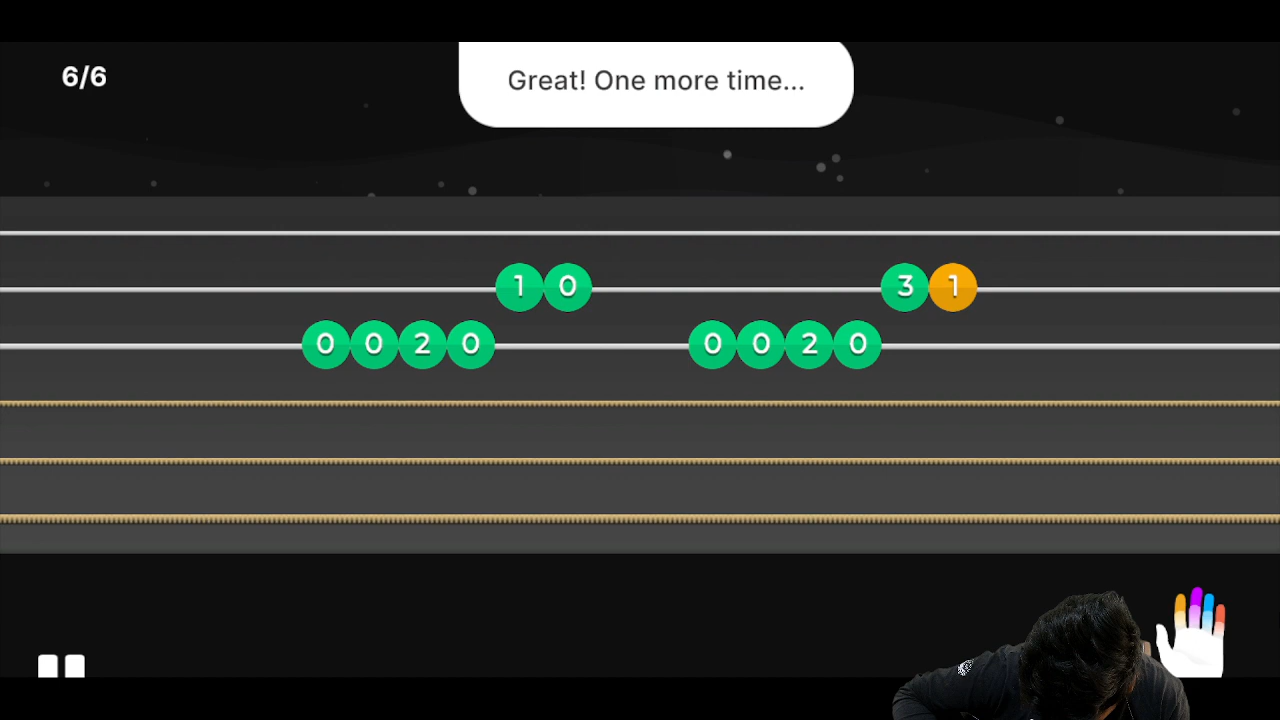 6/6
Great! One more time...
1 0 3 1
0 0 2 0 0 0 2 0